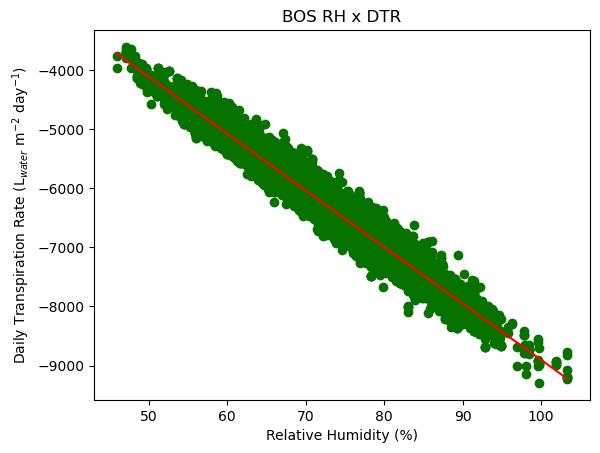 BOS RH x DTR
Daily Transpiration Rate (L$_{water}$ m$^{-2}$ day$^{-1}$)
−4000
−5000
−6000
−7000
−8000
−9000
50 60 70 80 90 100
Relative Humidity (%)